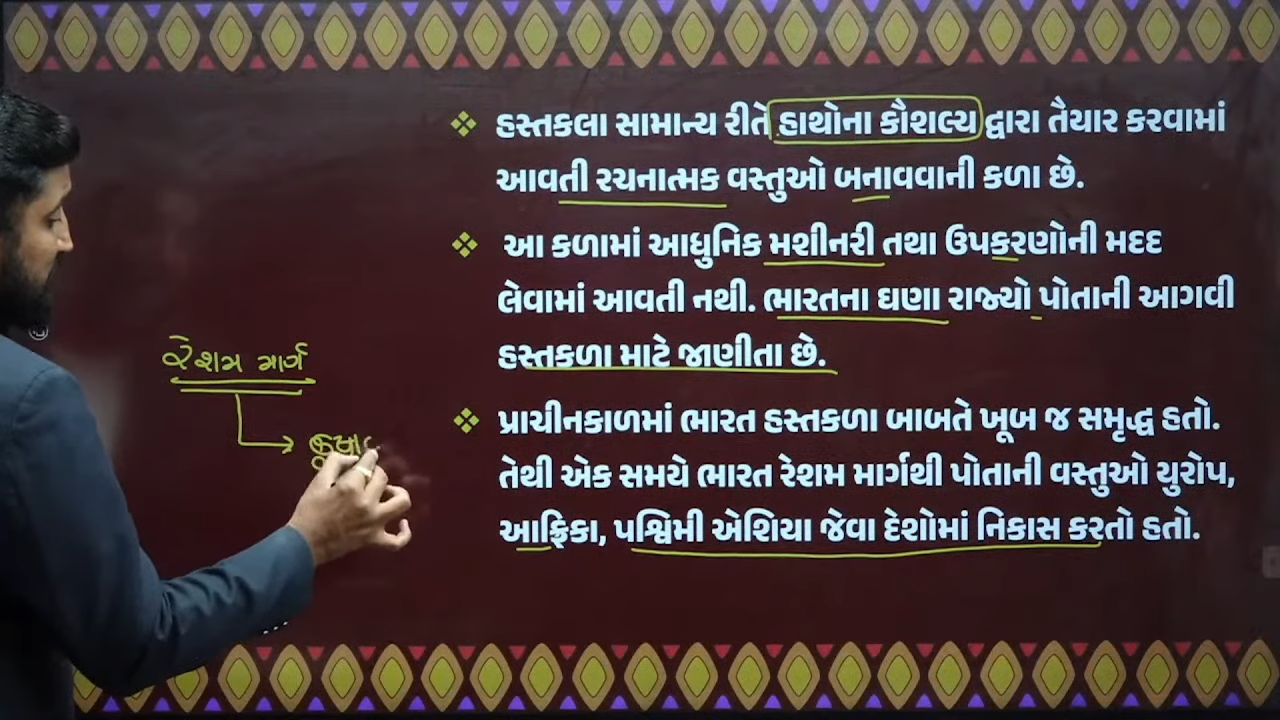 હસ્તકલા સામાન્ય રીતે હાથોના કૌશલ્ય દ્વારા તૈયાર કરવામાં
આવતી રચનાત્મક વસ્તુઓ બનાવવાની કળા છે.
આ કળામાં આધુનિક મશીનરી તથા ઉપકરણોની મદદ
લેવામાં આવતી નથી. ભારતના ઘણા રાજ્યો પોતાની આગવી
હસ્તકળા માટે જાણીતા છે.
પ્રાચીનકાળમાં ભારત હસ્તકળા બાબતે ખૂબ જ સમૃદ્ધ હતો.
તેથી એક સમયે ભારત રેશમ માર્ગથી પોતાની વસ્તુઓ યુરોપ,
આફ્રિકા, પશ્ચિમી એશિયા જેવા દેશોમાં નિકાસ કરતો હતો.
રેશમ માર્ગ